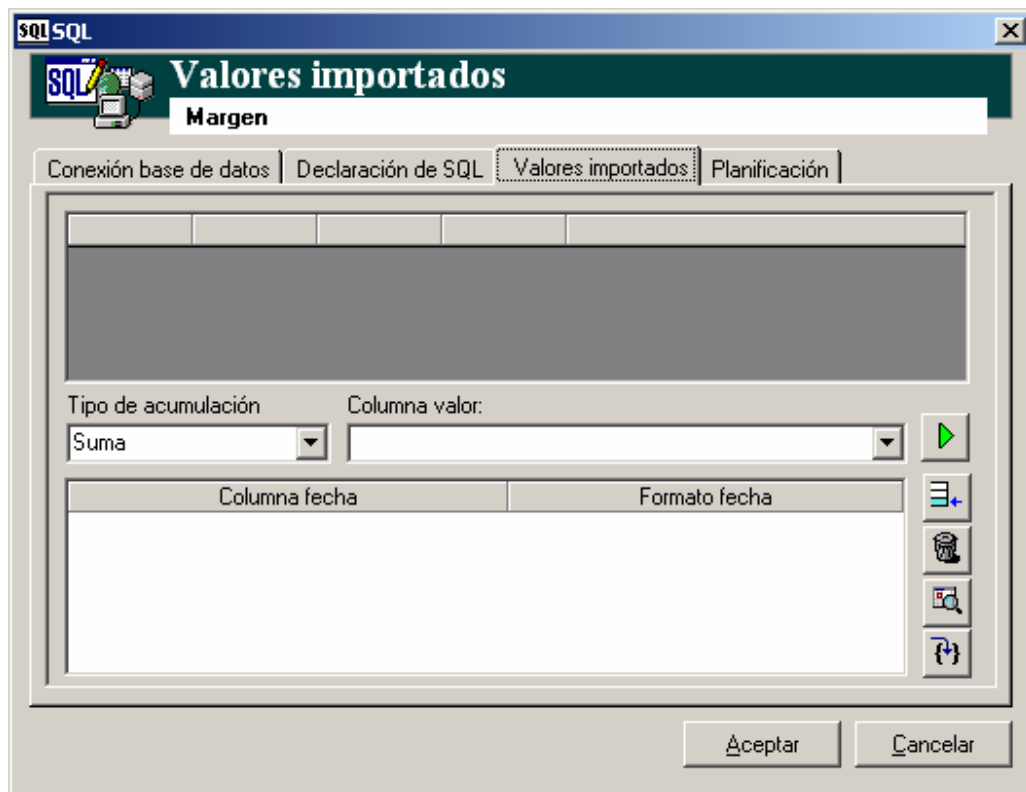 SQL SQL
SQL Valores importados
Margen
Conexión base de datos Declaración de SQL Valores importados Planificación
Tipo de acumulación Columna valor:
Suma
Columna fecha Formato fecha
Aceptar Cancelar